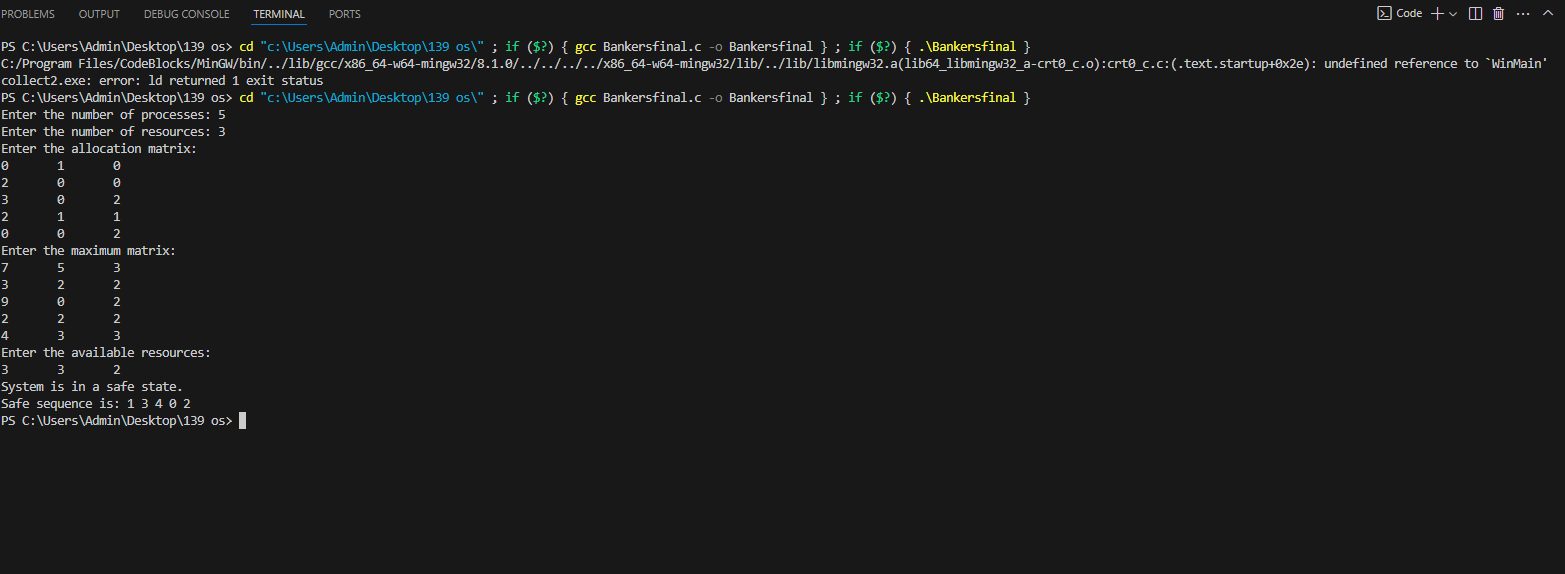 PROBLEMS OUTPUT DEBUG CONSOLE TERMINAL PORTS Code
PS C:\Users\Admin\Desktop\139 os> cd "c:\Users\Admin\Desktop\139 os\" ; if ($?) { gcc Bankersfinal.c -o Bankersfinal } ; if ($?) { .\Bankersfinal }
C:/Program Files/CodeBlocks/MinGW/bin/../lib/gcc/x86_64-w64-mingw32/8.1.0/../../../../x86_64-w64-mingw32/lib/../lib/libmingw32.a(lib64_libmingw32_a-crt0_c.o):crt0_c.c:(.text.startup+0x2e): undefined reference to `WinMain'
collect2.exe: error: ld returned 1 exit status
PS C:\Users\Admin\Desktop\139 os> cd "c:\Users\Admin\Desktop\139 os\" ; if ($?) { gcc Bankersfinal.c -o Bankersfinal } ; if ($?) { .\Bankersfinal }
Enter the number of processes: 5
Enter the number of resources: 3
Enter the allocation matrix:
0 1 0
2 0 0
3 0 2
2 1 1
0 0 2
Enter the maximum matrix:
7 5 3
3 2 2
9 0 2
2 2 2
4 3 3
Enter the available resources:
3 3 2
System is in a safe state.
Safe sequence is: 1 3 4 0 2
PS C:\Users\Admin\Desktop\139 os>